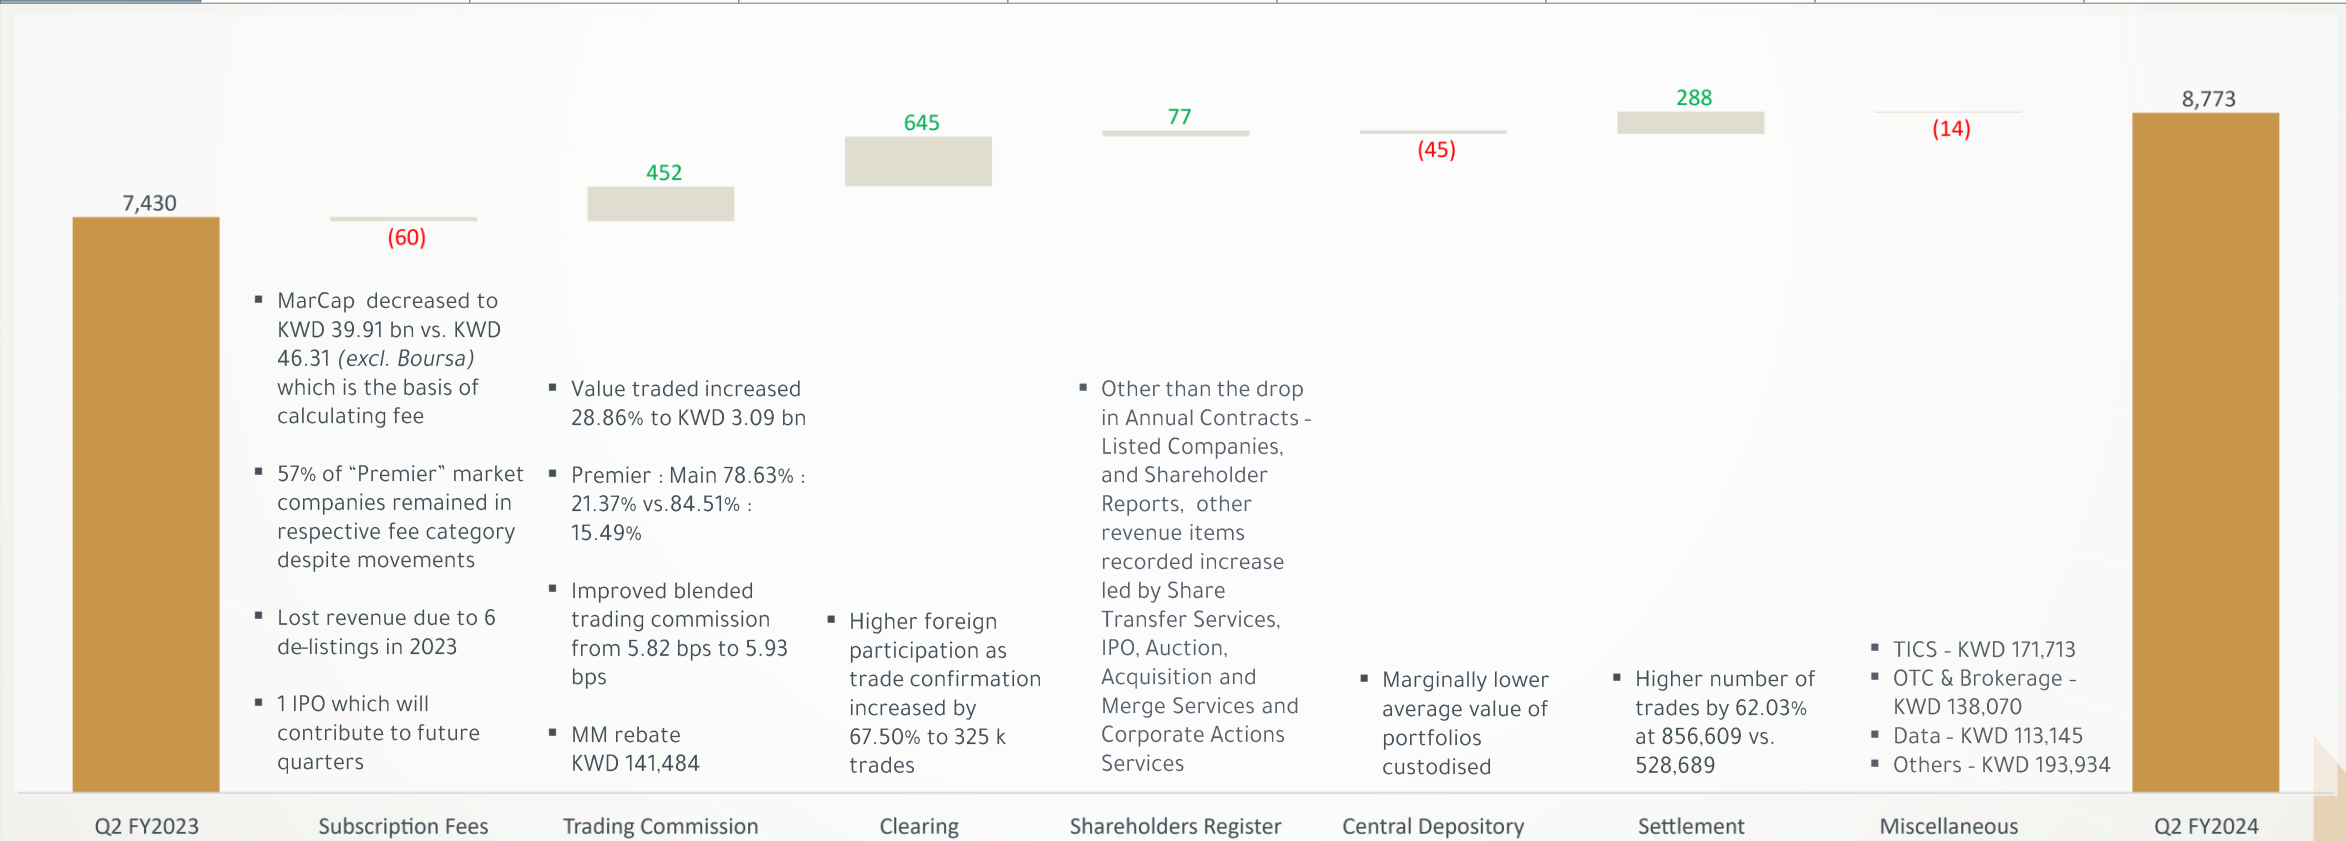 7,430
(60)
452
645
77
(45)
288
(14)
8,773
▪ MarCap decreased to
KWD 39.91 bn vs. KWD
46.31 (excl. Boursa)
which is the basis of
calculating fee
▪ 57% of “Premier” market
companies remained in
respective fee category
despite movements
▪ Lost revenue due to 6
de-listings in 2023
▪ 1 IPO which will
contribute to future
quarters
▪ Value traded increased
28.86% to KWD 3.09 bn
▪ Premier : Main 78.63% :
21.37% vs.84.51% :
15.49%
▪ Improved blended
trading commission
from 5.82 bps to 5.93
bps
▪ MM rebate
KWD 141,484
▪ Higher foreign
participation as
trade confirmation
increased by
67.50% to 325 k
trades
▪ Other than the drop
in Annual Contracts -
Listed Companies,
and Shareholder
Reports, other
revenue items
recorded increase
led by Share
Transfer Services,
IPO, Auction,
Acquisition and
Merge Services and
Corporate Actions
Services
▪ Marginally lower
average value of
portfolios
custodised
▪ Higher number of
trades by 62.03%
at 856,609 vs.
528,689
▪ TICS - KWD 171,713
▪ OTC & Brokerage -
KWD 138,070
▪ Data - KWD 113,145
▪ Others - KWD 193,934
Q2 FY2023
Subscription Fees
Trading Commission
Clearing
Shareholders Register
Central Depository
Settlement
Miscellaneous
Q2 FY2024